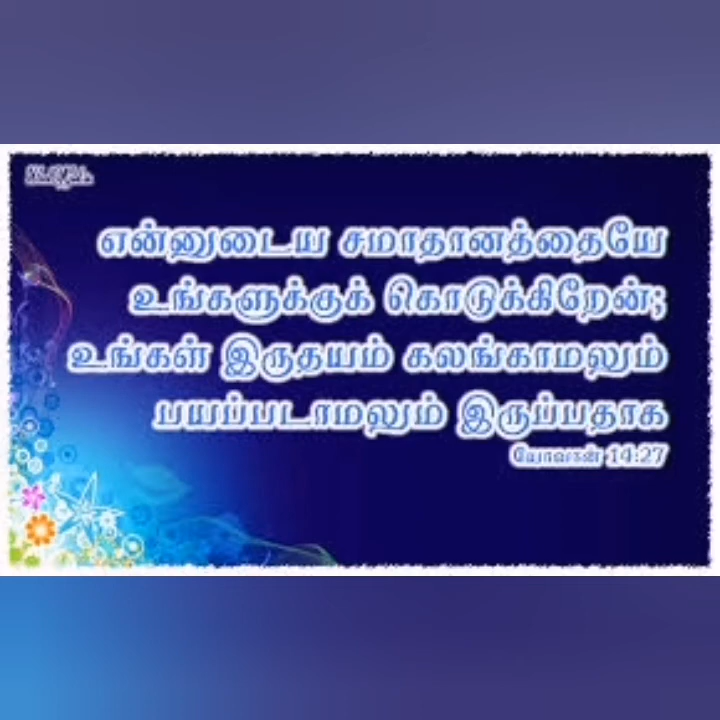 என்னுடைய சமாதானத்தையே
உங்களுக்குக் கொடுக்கிறேன்;
உங்கள் இருதயம் கலங்காமலும்
பயப்படாமலும் இருப்பதாக
யோவான் 14:27